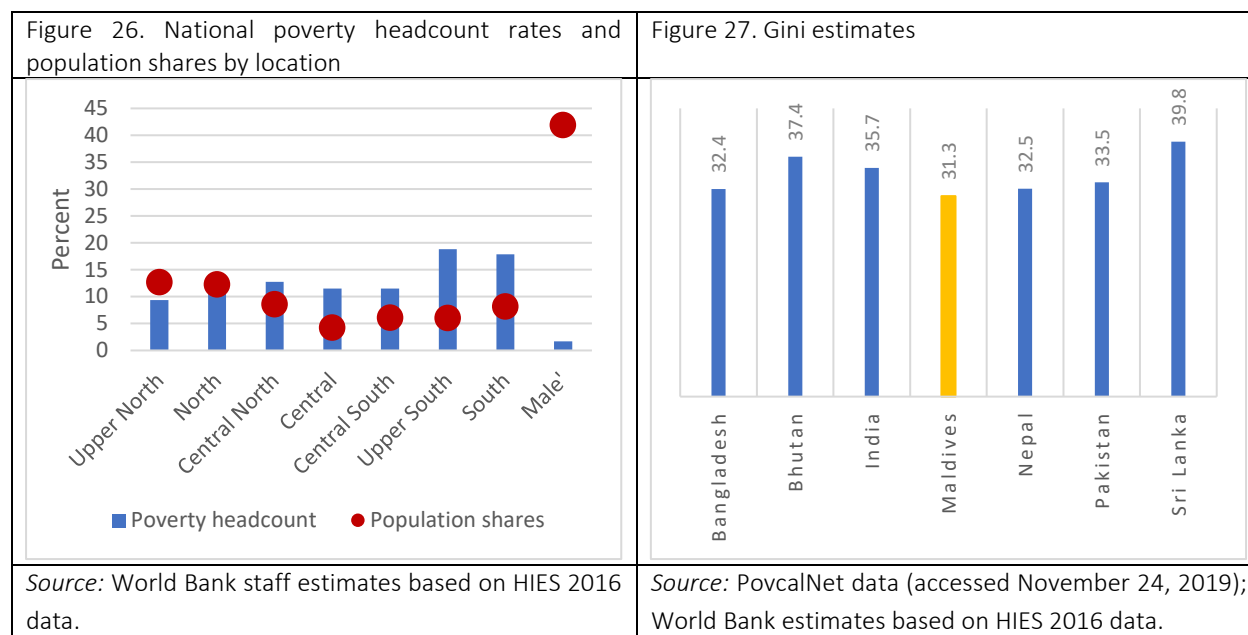 Figure 26. National poverty headcount rates and
population shares by location
Figure 27. Gini estimates
45
40
35
30
25
20
15
10
5
0
Percent
Upper North
North
Central North
Central
Central South
Upper South
South
Male'
Poverty headcount
Population shares
32.4
37.4
35.7
31.3
32.5
33.5
39.8
Bangladesh
Bhutan
India
Maldives
Nepal
Pakistan
Sri Lanka
Source: World Bank staff estimates based on HIES 2016
data.
Source: PovcalNet data (accessed November 24, 2019);
World Bank estimates based on HIES 2016 data.